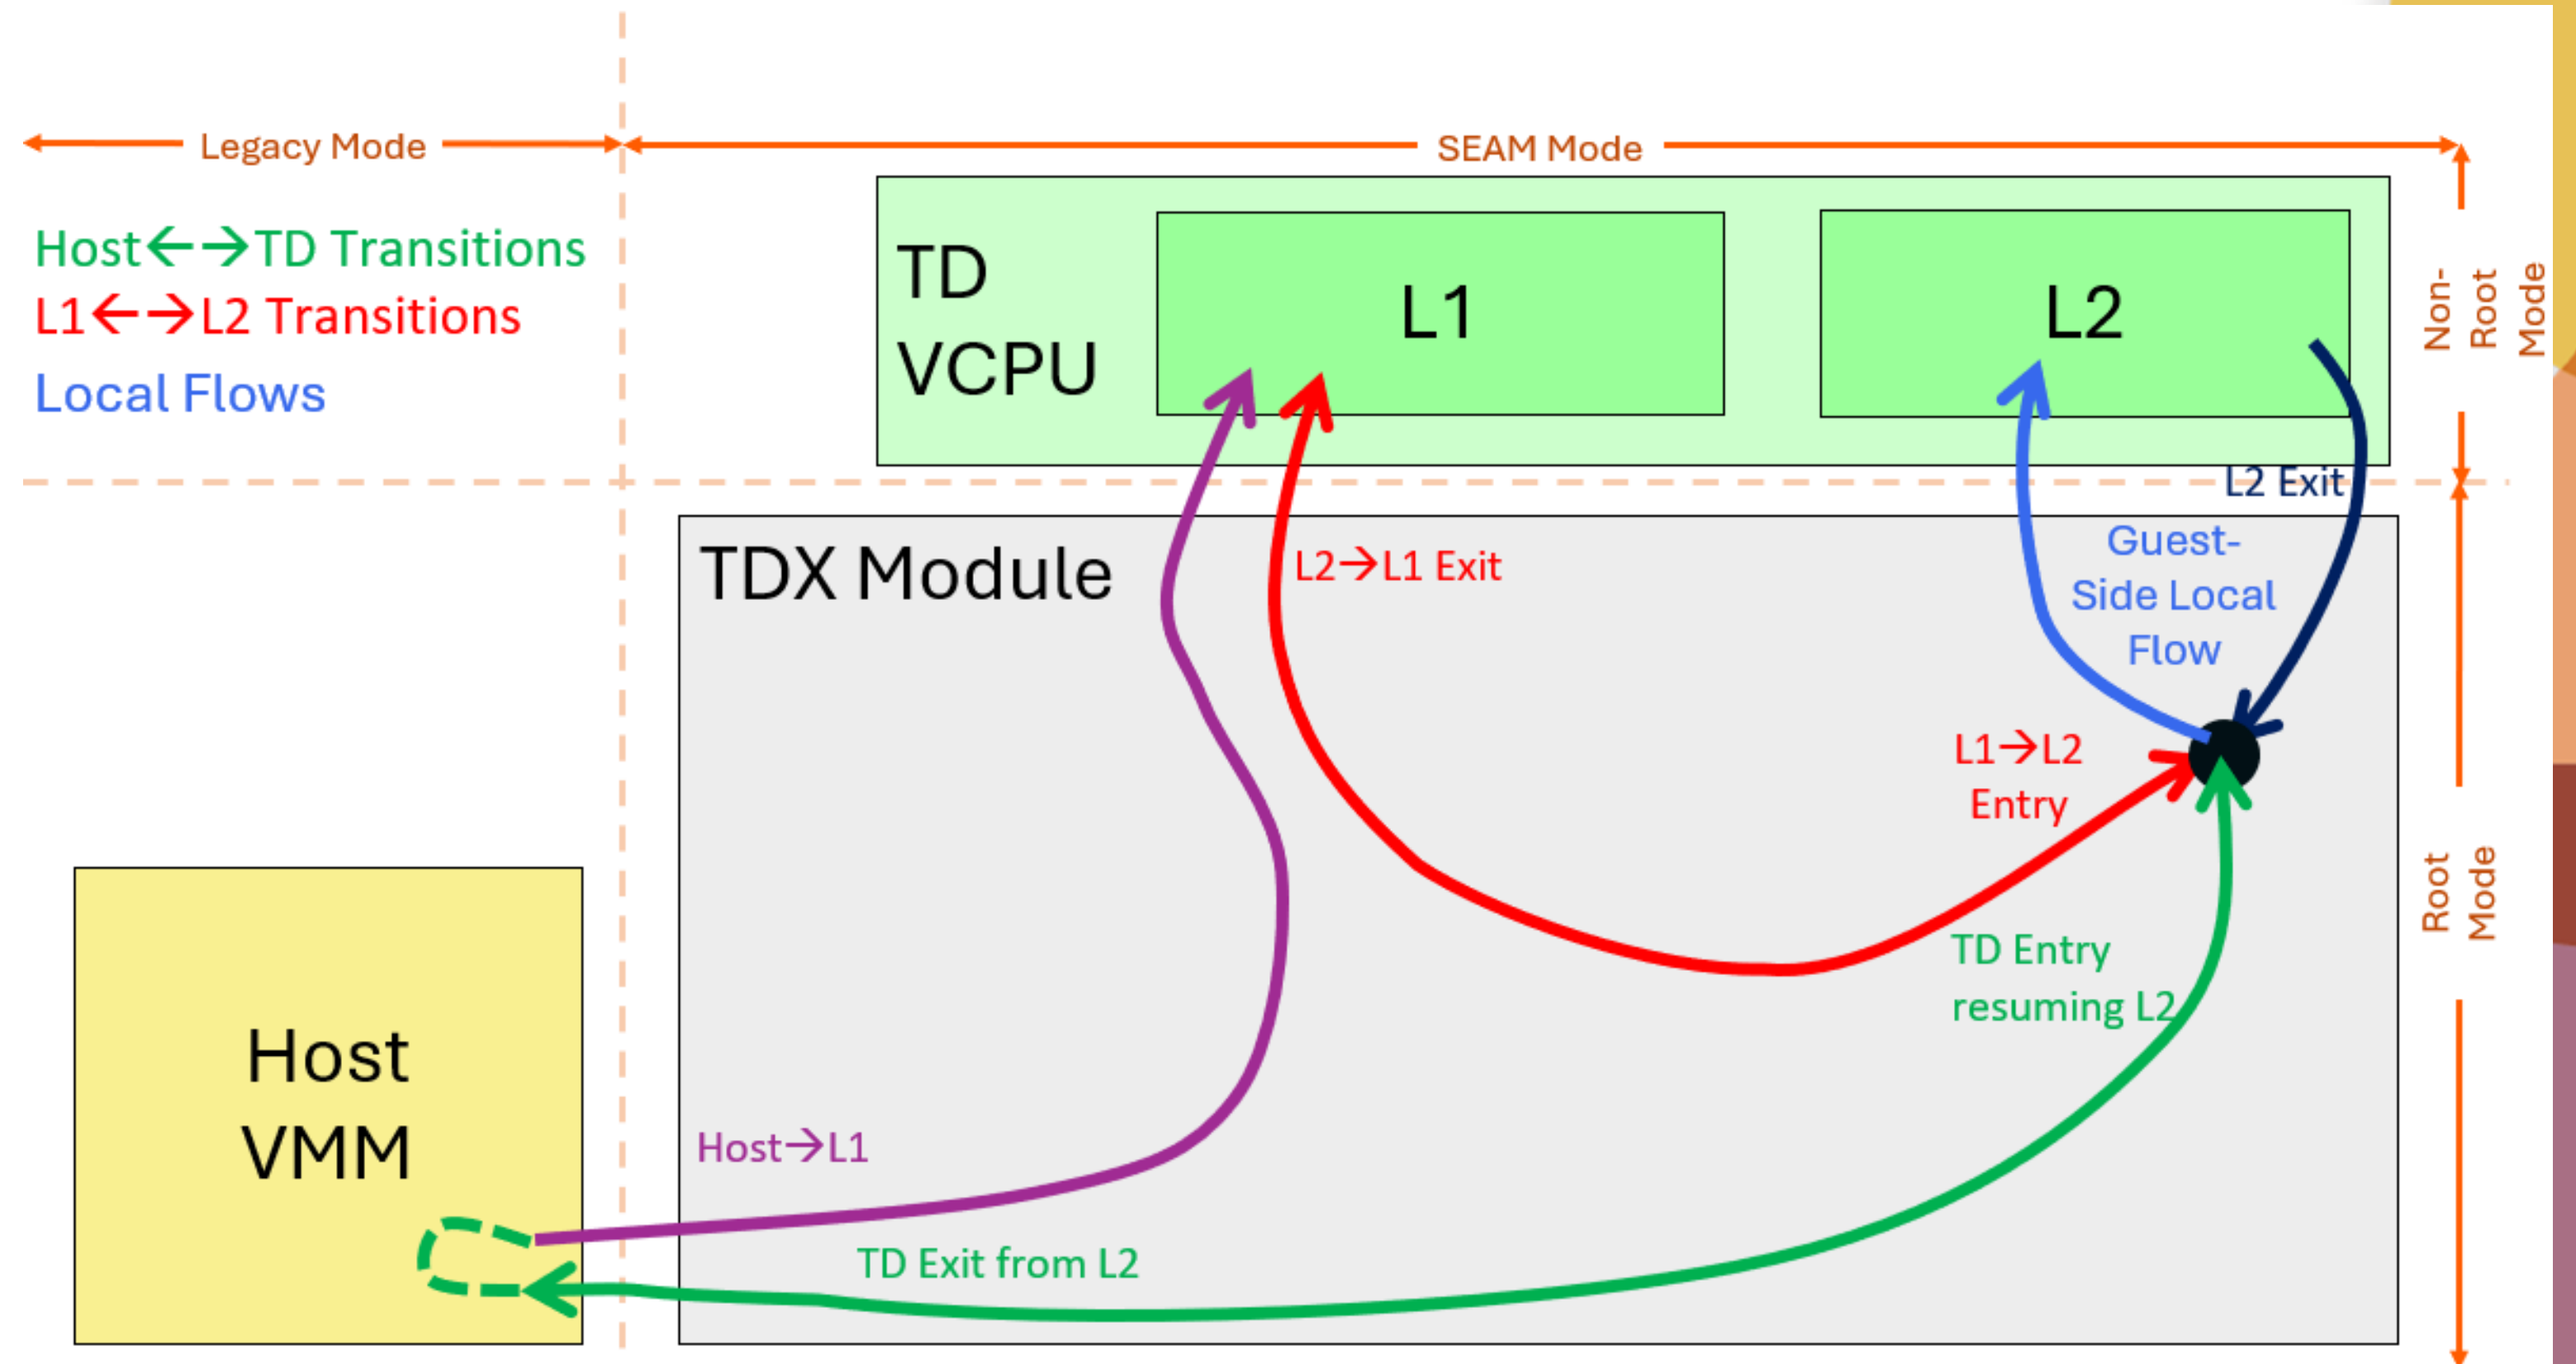 Legacy Mode
SEAM Mode
Host←→TD Transitions
L1←→L2 Transitions
Local Flows
TD
VCPU
L1
L2
Non-
Root
Mode
L2 Exit
TDX Module
L2→L1 Exit
Guest-
Side Local
Flow
L1→L2
Entry
Root
Mode
TD Entry
resuming L2
Host
VMM
Host→L1
TD Exit from L2